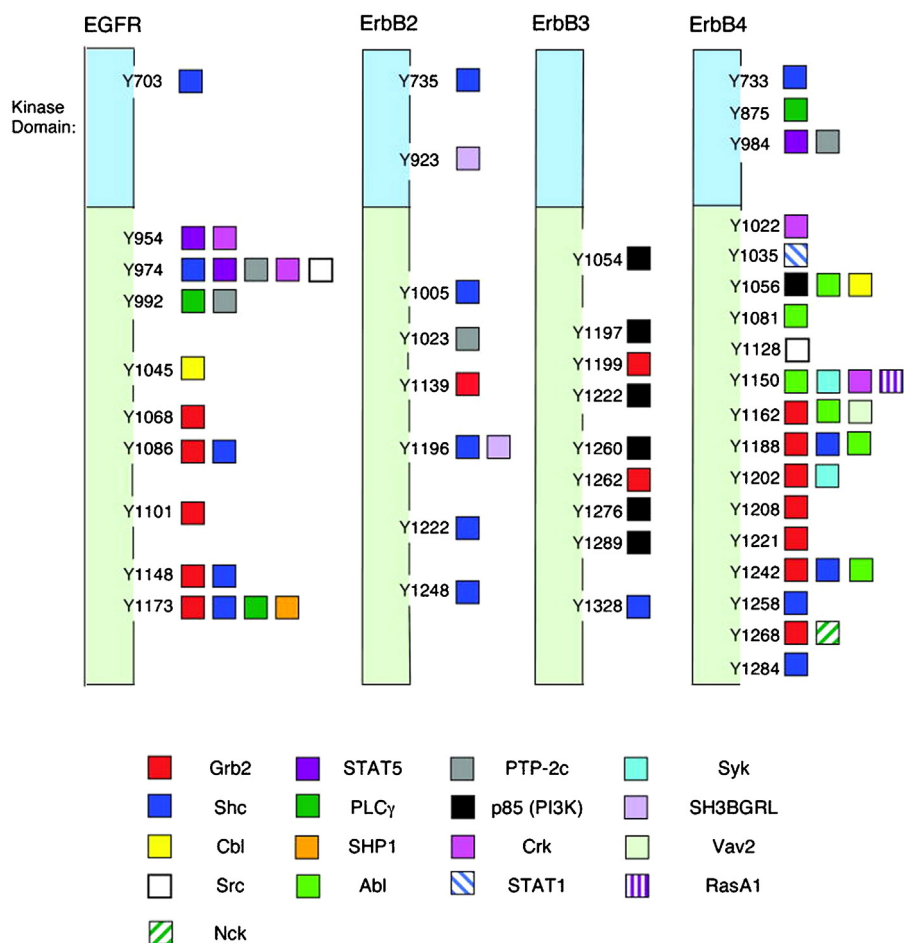 EGFR ErbB2 ErbB3 ErbB4
Kinase
Domain:
Y703
Y954
Y974
Y992
Y1045
Y1068
Y1086
Y1101
Y1148
Y1173
Y735
Y923
Y1005
Y1023
Y1139
Y1196
Y1222
Y1248
Y1054
Y1197
Y1199
Y1222
Y1260
Y1262
Y1276
Y1289
Y1328
Y733
Y875
Y984
Y1022
Y1035
Y1056
Y1081
Y1128
Y1150
Y1162
Y1188
Y1202
Y1208
Y1221
Y1242
Y1258
Y1268
Y1284
Grb2 STAT5 PTP-2c Syk
Shc PLCγ p85 (PI3K) SH3BGRL
Cbl SHP1 Crk Vav2
Src Abl STAT1 RasA1
Nck